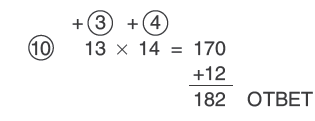 +③ +④
⑩ 13 × 14 = 170
+12
182 ОТВЕТ